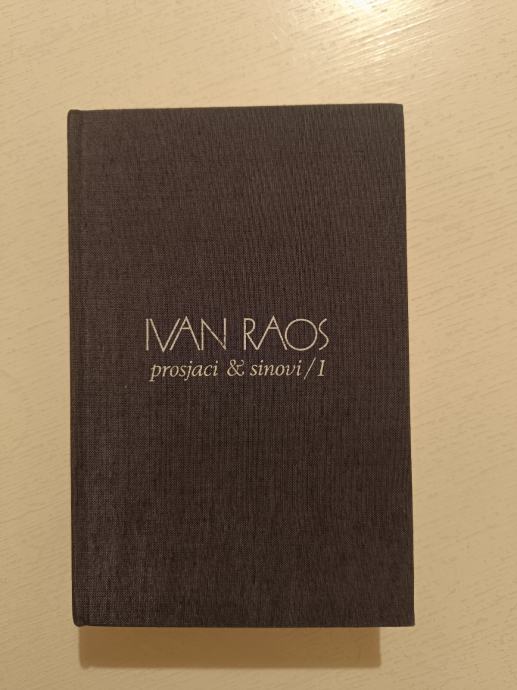 IVAN RAOS
prosjaci & sinovi / I